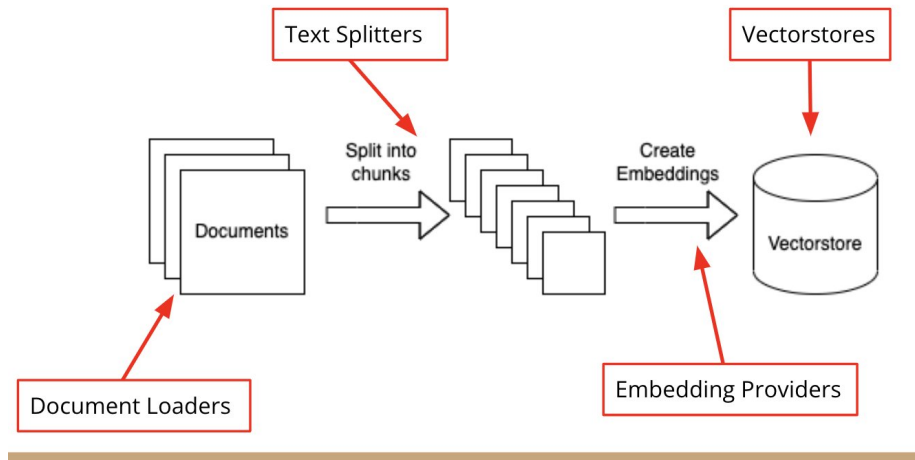 Text Splitters
Vectorstores
Split into
chunks
Create
Embeddings
Documents
Vectorstore
Document Loaders
Embedding Providers